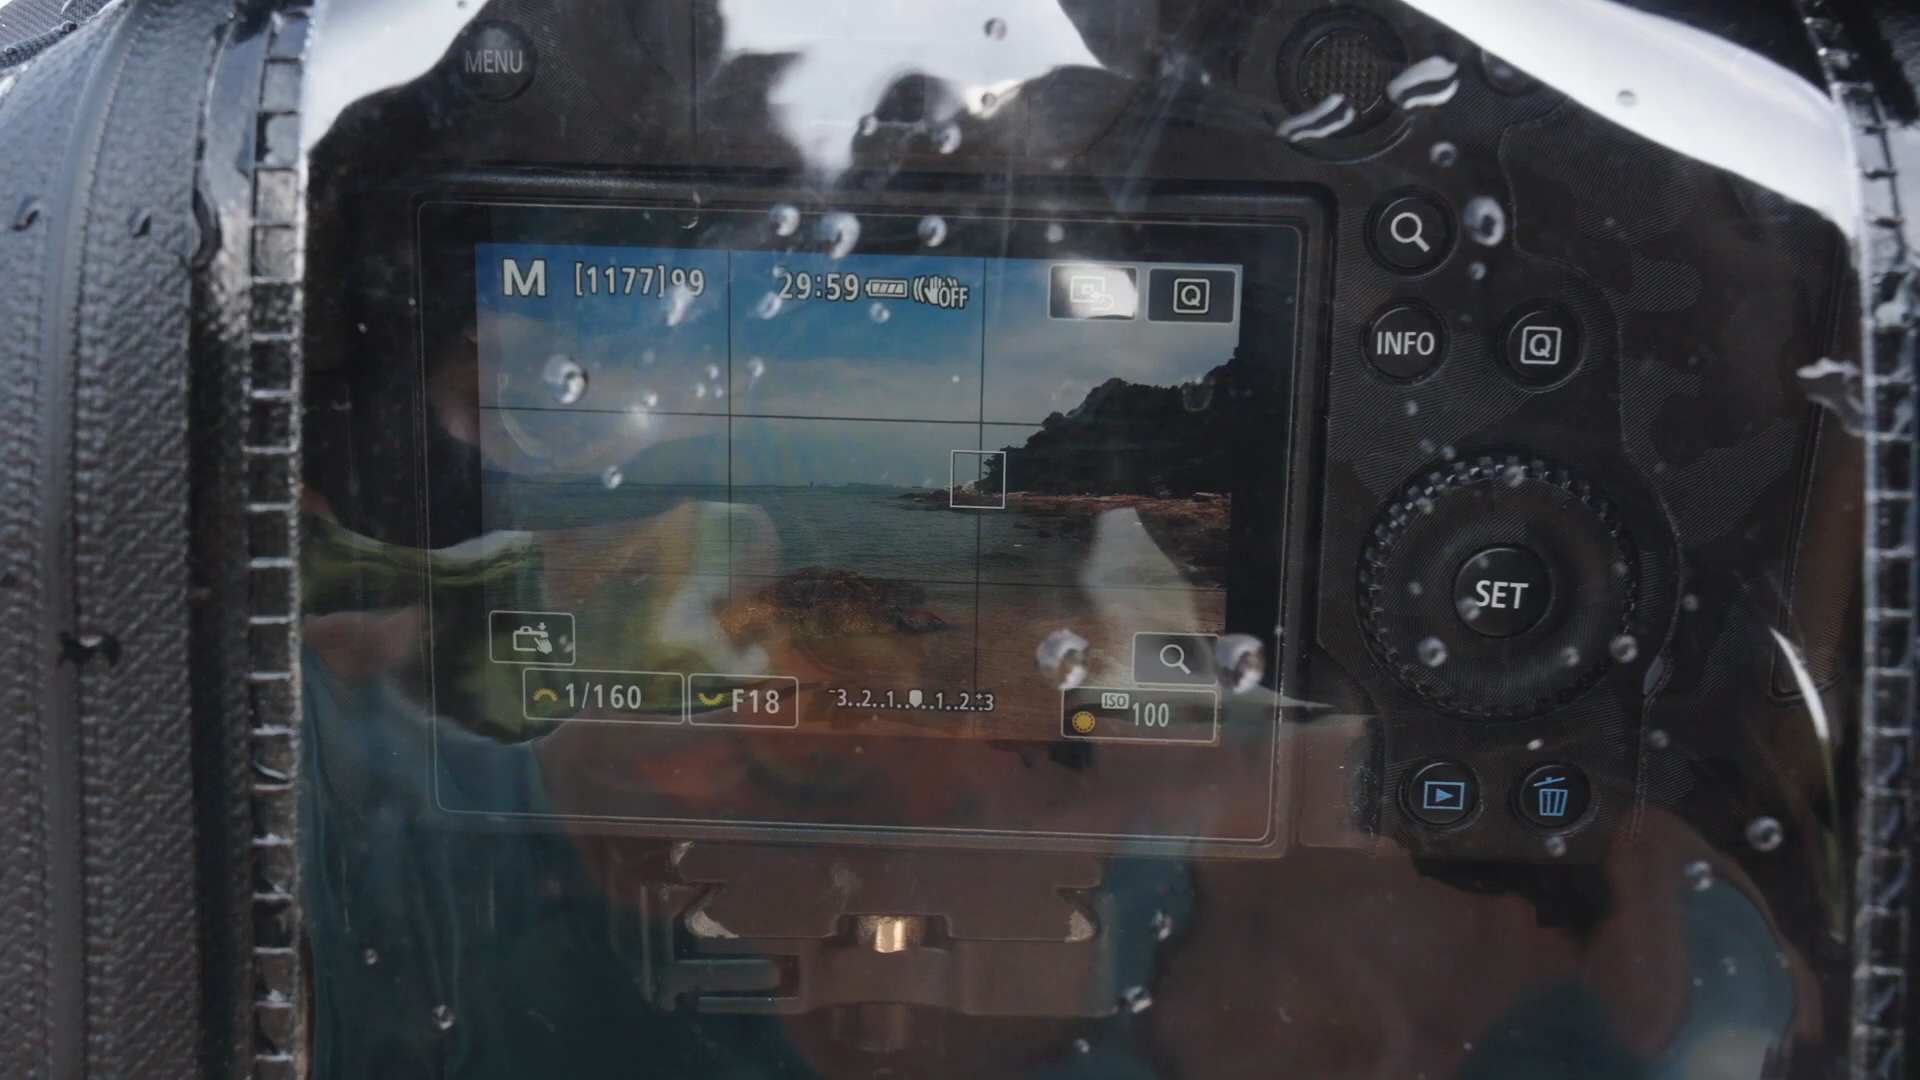 MENU
M [1177]99 29:59 OFF
Q
INFO Q
SET
1/160 F18 -3..2..1..0..1..2..+3 ISO 100